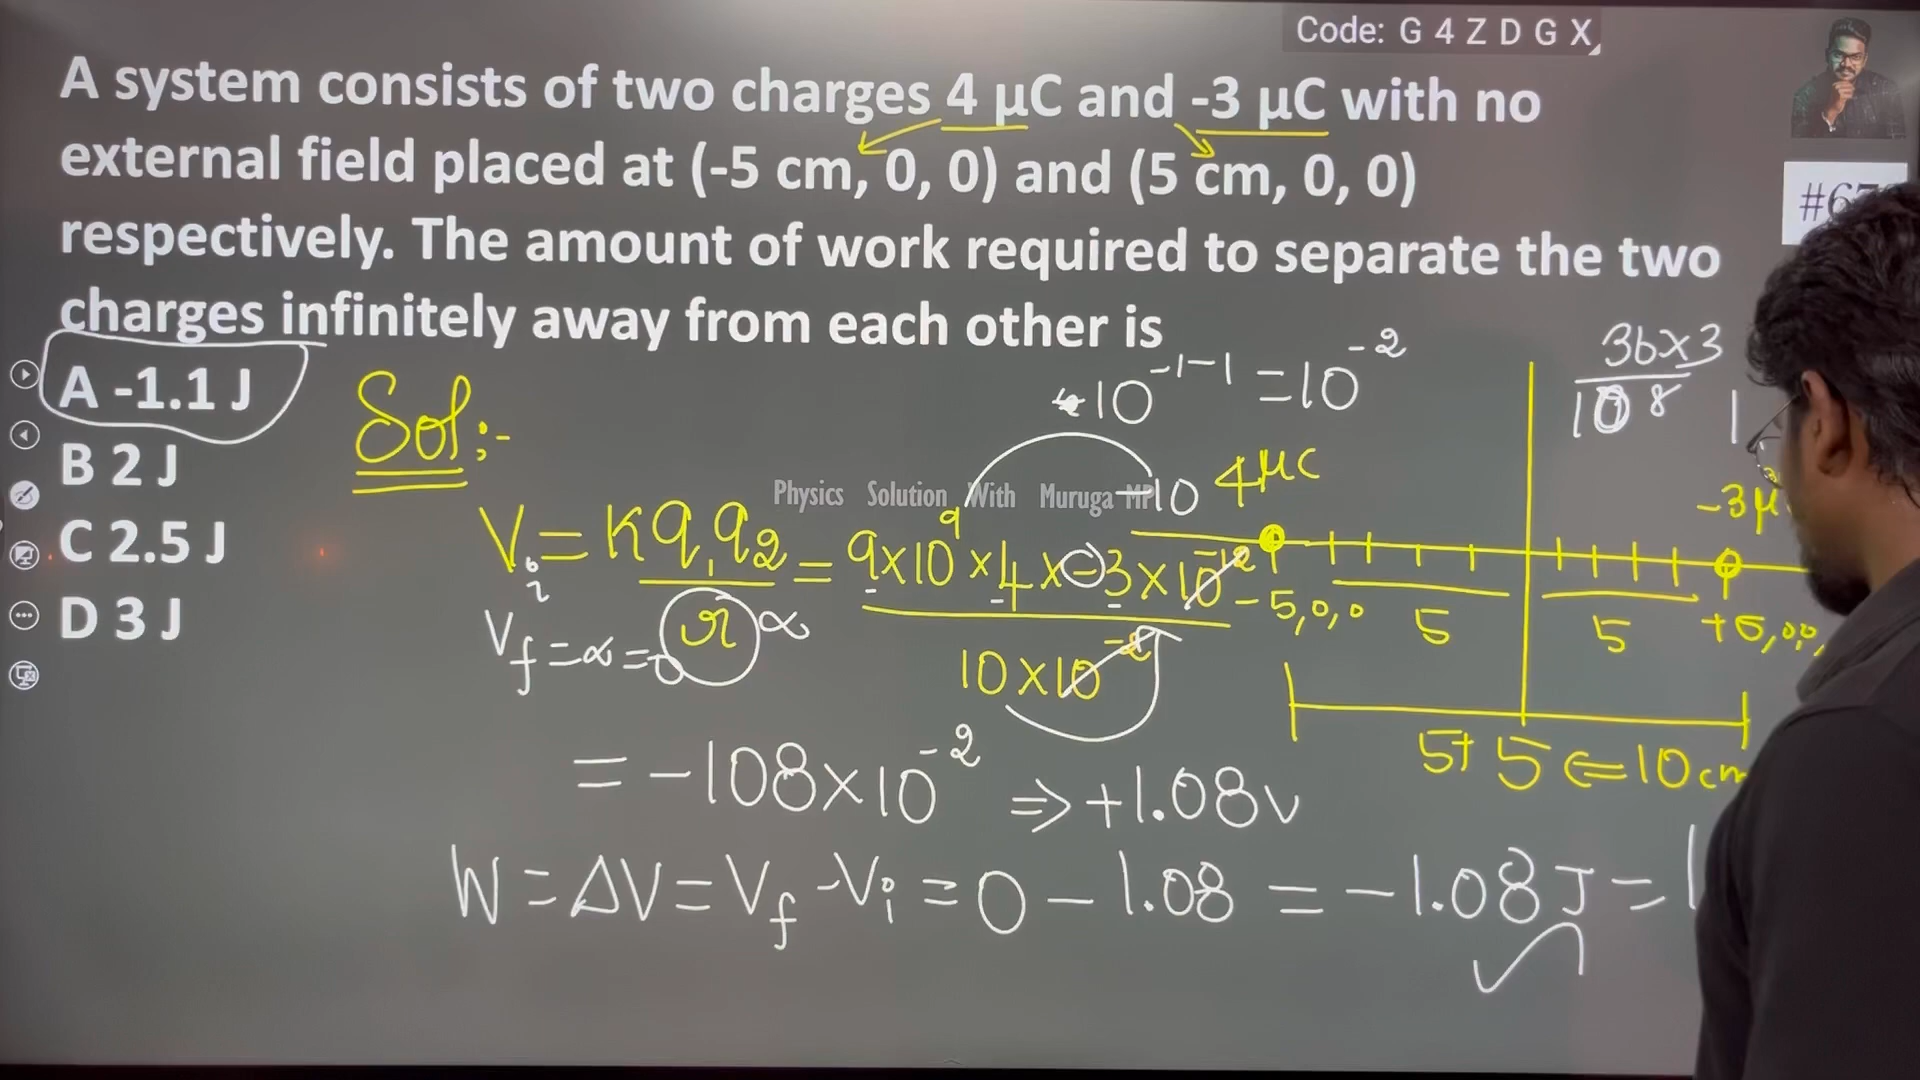 Code: G 4 Z D G X
A system consists of two charges 4 μC and -3 μC with no
external field placed at (-5 cm, 0, 0) and (5 cm, 0, 0)
respectively. The amount of work required to separate the two
charges infinitely away from each other is
A -1.1 J
B 2 J
C 2.5 J
D 3 J
Sol:-
10^-1-1 = 10^-2
36x3
108
Physics Solution With Muruga MP
-10
4μc
-3μ
Vi = Kq1q2/r = 9x10^9 x 4 x -3 x 10^-12 / 10x10^-2
Vf = ∝ = 0
∝
-5,0,0
5
5
+5,0,0,
5+5 ⇐ 10cm
= -108x10^-2 ⇒ +1.08v
W = ΔV = Vf - Vi = 0 - 1.08 = -1.08J =